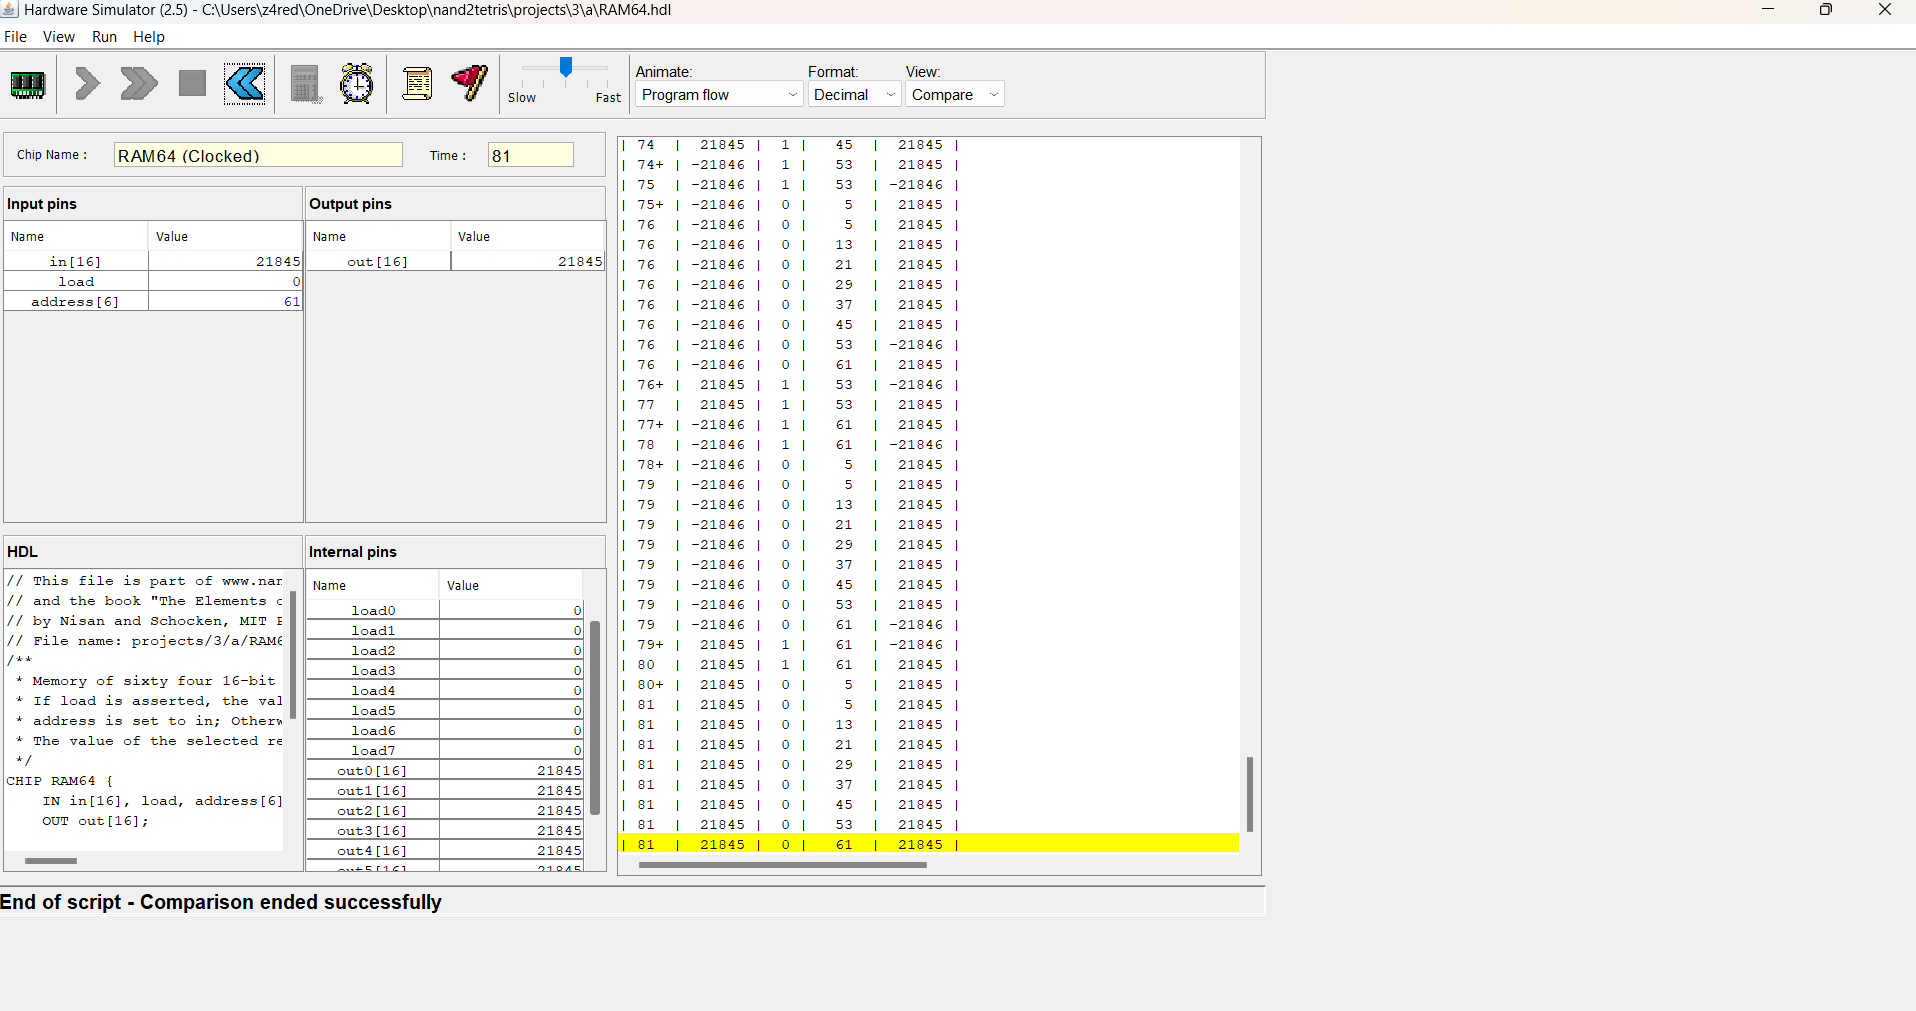 Hardware Simulator (2.5) - C:\Users\z4red\OneDrive\Desktop\nand2tetris\projects\3\a\RAM64.hdl
File View Run Help
Slow Fast
Animate: Format: View:
Program flow Decimal Compare
Chip Name : RAM64 (Clocked) Time : 81
Input pins
Name Value
in[16] 21845
load 0
address[6] 61
Output pins
Name Value
out[16] 21845
HDL
// This file is part of www.nan
// and the book "The Elements o
// by Nisan and Schocken, MIT P
// File name: projects/3/a/RAM6
/**
* Memory of sixty four 16-bit
* If load is asserted, the val
* address is set to in; Otherw
* The value of the selected re
*/
CHIP RAM64 {
IN in[16], load, address[6]
OUT out[16];
Internal pins
Name Value
load0 0
load1 0
load2 0
load3 0
load4 0
load5 0
load6 0
load7 0
out0[16] 21845
out1[16] 21845
out2[16] 21845
out3[16] 21845
out4[16] 21845
out5[16] 21845
| 74 | 21845 | 1 | 45 | 21845 |
| 74+ | -21846 | 1 | 53 | 21845 |
| 75 | -21846 | 1 | 53 | -21846 |
| 75+ | -21846 | 0 | 5 | 21845 |
| 76 | -21846 | 0 | 5 | 21845 |
| 76 | -21846 | 0 | 13 | 21845 |
| 76 | -21846 | 0 | 21 | 21845 |
| 76 | -21846 | 0 | 29 | 21845 |
| 76 | -21846 | 0 | 37 | 21845 |
| 76 | -21846 | 0 | 45 | 21845 |
| 76 | -21846 | 0 | 53 | -21846 |
| 76 | -21846 | 0 | 61 | 21845 |
| 76+ | 21845 | 1 | 53 | -21846 |
| 77 | 21845 | 1 | 53 | 21845 |
| 77+ | -21846 | 1 | 61 | 21845 |
| 78 | -21846 | 1 | 61 | -21846 |
| 78+ | -21846 | 0 | 5 | 21845 |
| 79 | -21846 | 0 | 5 | 21845 |
| 79 | -21846 | 0 | 13 | 21845 |
| 79 | -21846 | 0 | 21 | 21845 |
| 79 | -21846 | 0 | 29 | 21845 |
| 79 | -21846 | 0 | 37 | 21845 |
| 79 | -21846 | 0 | 45 | 21845 |
| 79 | -21846 | 0 | 53 | 21845 |
| 79 | -21846 | 0 | 61 | -21846 |
| 79+ | 21845 | 1 | 61 | -21846 |
| 80 | 21845 | 1 | 61 | 21845 |
| 80+ | 21845 | 0 | 5 | 21845 |
| 81 | 21845 | 0 | 5 | 21845 |
| 81 | 21845 | 0 | 13 | 21845 |
| 81 | 21845 | 0 | 21 | 21845 |
| 81 | 21845 | 0 | 29 | 21845 |
| 81 | 21845 | 0 | 37 | 21845 |
| 81 | 21845 | 0 | 45 | 21845 |
| 81 | 21845 | 0 | 53 | 21845 |
| 81 | 21845 | 0 | 61 | 21845 |
End of script - Comparison ended successfully